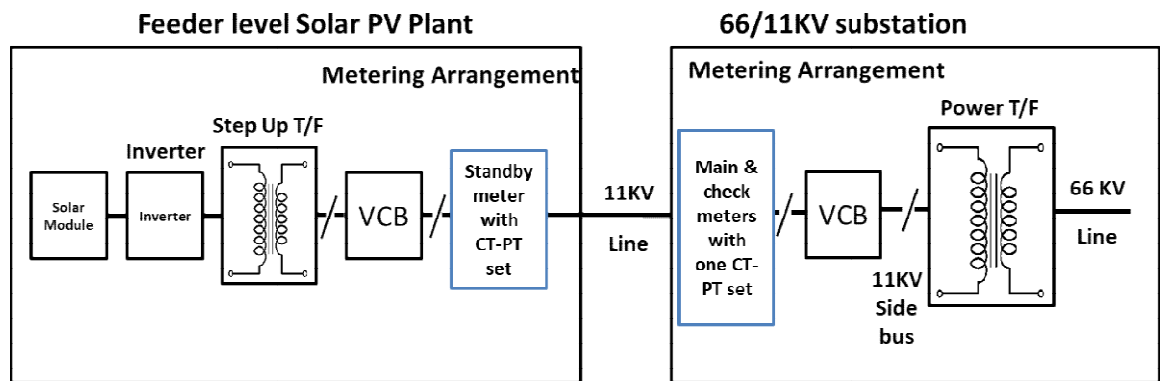 Feeder level Solar PV Plant
66/11KV substation
Metering Arrangement
Metering Arrangement
Step Up T/F
Power T/F
Inverter
Solar
Module
Inverter
VCB
Standby
meter
with
CT-PT
set
11KV
Line
Main &
check
meters
with
one CT-
PT set
VCB
11KV
Side
bus
66 KV
Line